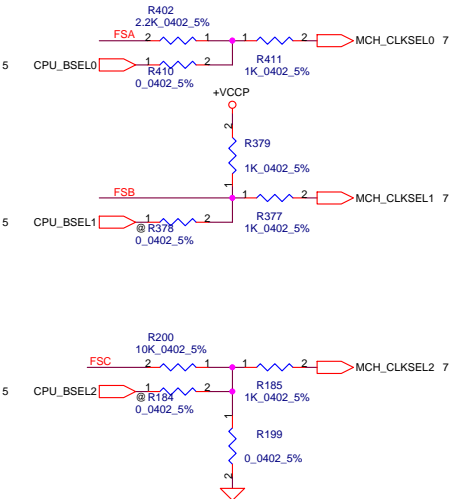 R402
2.2K_0402_5%
FSA 2 1 1 2 MCH_CLKSEL0 7
5 CPU_BSEL0 1 2
R410
0_0402_5%
R411
1K_0402_5%
+VCCP
2
R379
1K_0402_5%
1
FSB 1 2 MCH_CLKSEL1 7
5 CPU_BSEL1 1 2
@ R378
0_0402_5%
R377
1K_0402_5%
R200
10K_0402_5%
FSC 2 1 1 2 MCH_CLKSEL2 7
5 CPU_BSEL2 1 2
@ R184
0_0402_5%
R185
1K_0402_5%
1
R199
0_0402_5%
2